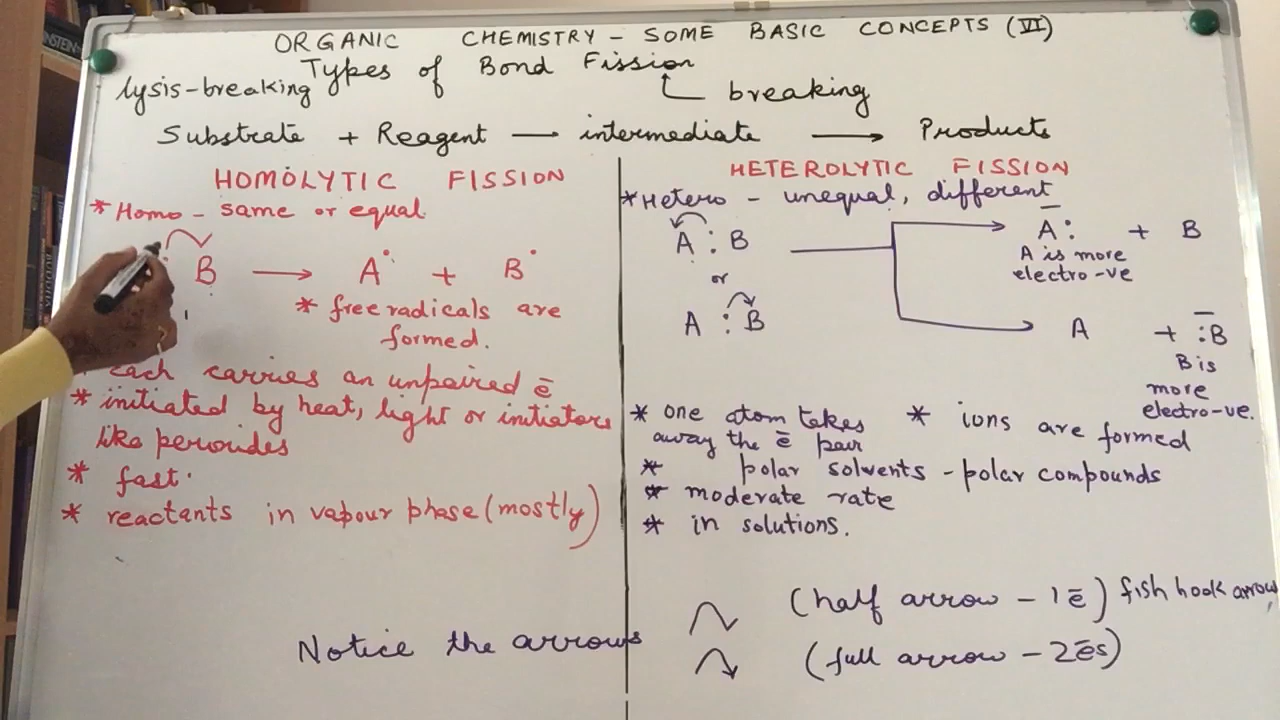 ORGANIC CHEMISTRY - SOME BASIC CONCEPTS (VI)
Types of Bond Fission
lysis-breaking
breaking
Substrate + Reagent → intermediate → Products
HOMOLYTIC FISSION
* Homo - same or equal
B → A• + B•
* free radicals are
formed.
Each carries an unpaired ē
* initiated by heat, light or initiators
like peroxides
* fast.
* reactants in vapour phase (mostly)
HETEROLYTIC FISSION
* Hetero - unequal, different
A : B
or
A : B
Ā: + B
A is more
electro-ve
A + :B̄
B is
more
electro-ve.
* one atom takes
away the ē pair
* ions are formed
* polar solvents - polar compounds
* moderate rate
* in solutions.
Notice the arrows
(half arrow - 1ē) fish hook arrow
(full arrow - 2ēs)